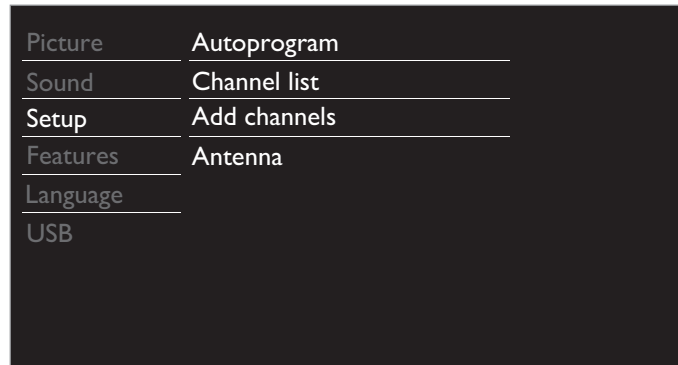 Picture
Sound
Setup
Features
Language
USB
Autoprogram
Channel list
Add channels
Antenna